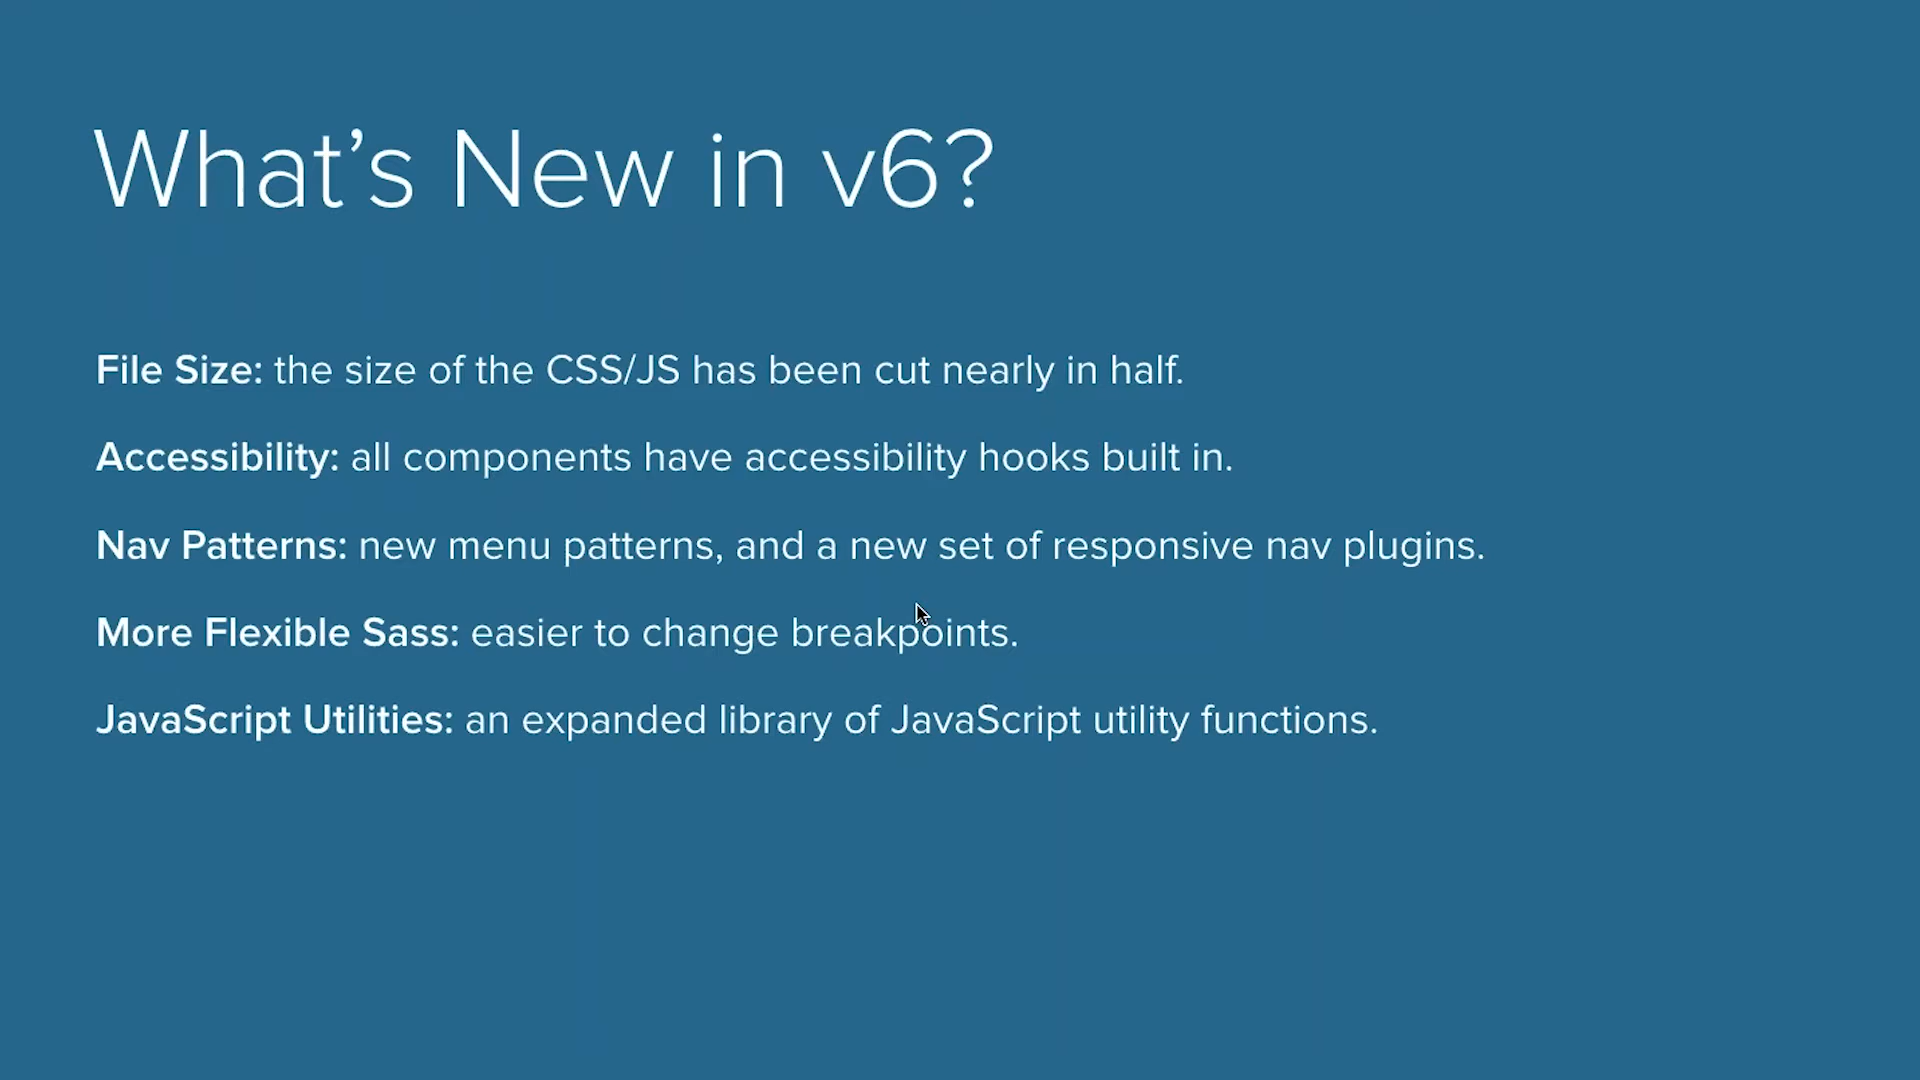 What’s New in v6?
File Size: the size of the CSS/JS has been cut nearly in half.
Accessibility: all components have accessibility hooks built in.
Nav Patterns: new menu patterns, and a new set of responsive nav plugins.
More Flexible Sass: easier to change breakpoints.
JavaScript Utilities: an expanded library of JavaScript utility functions.